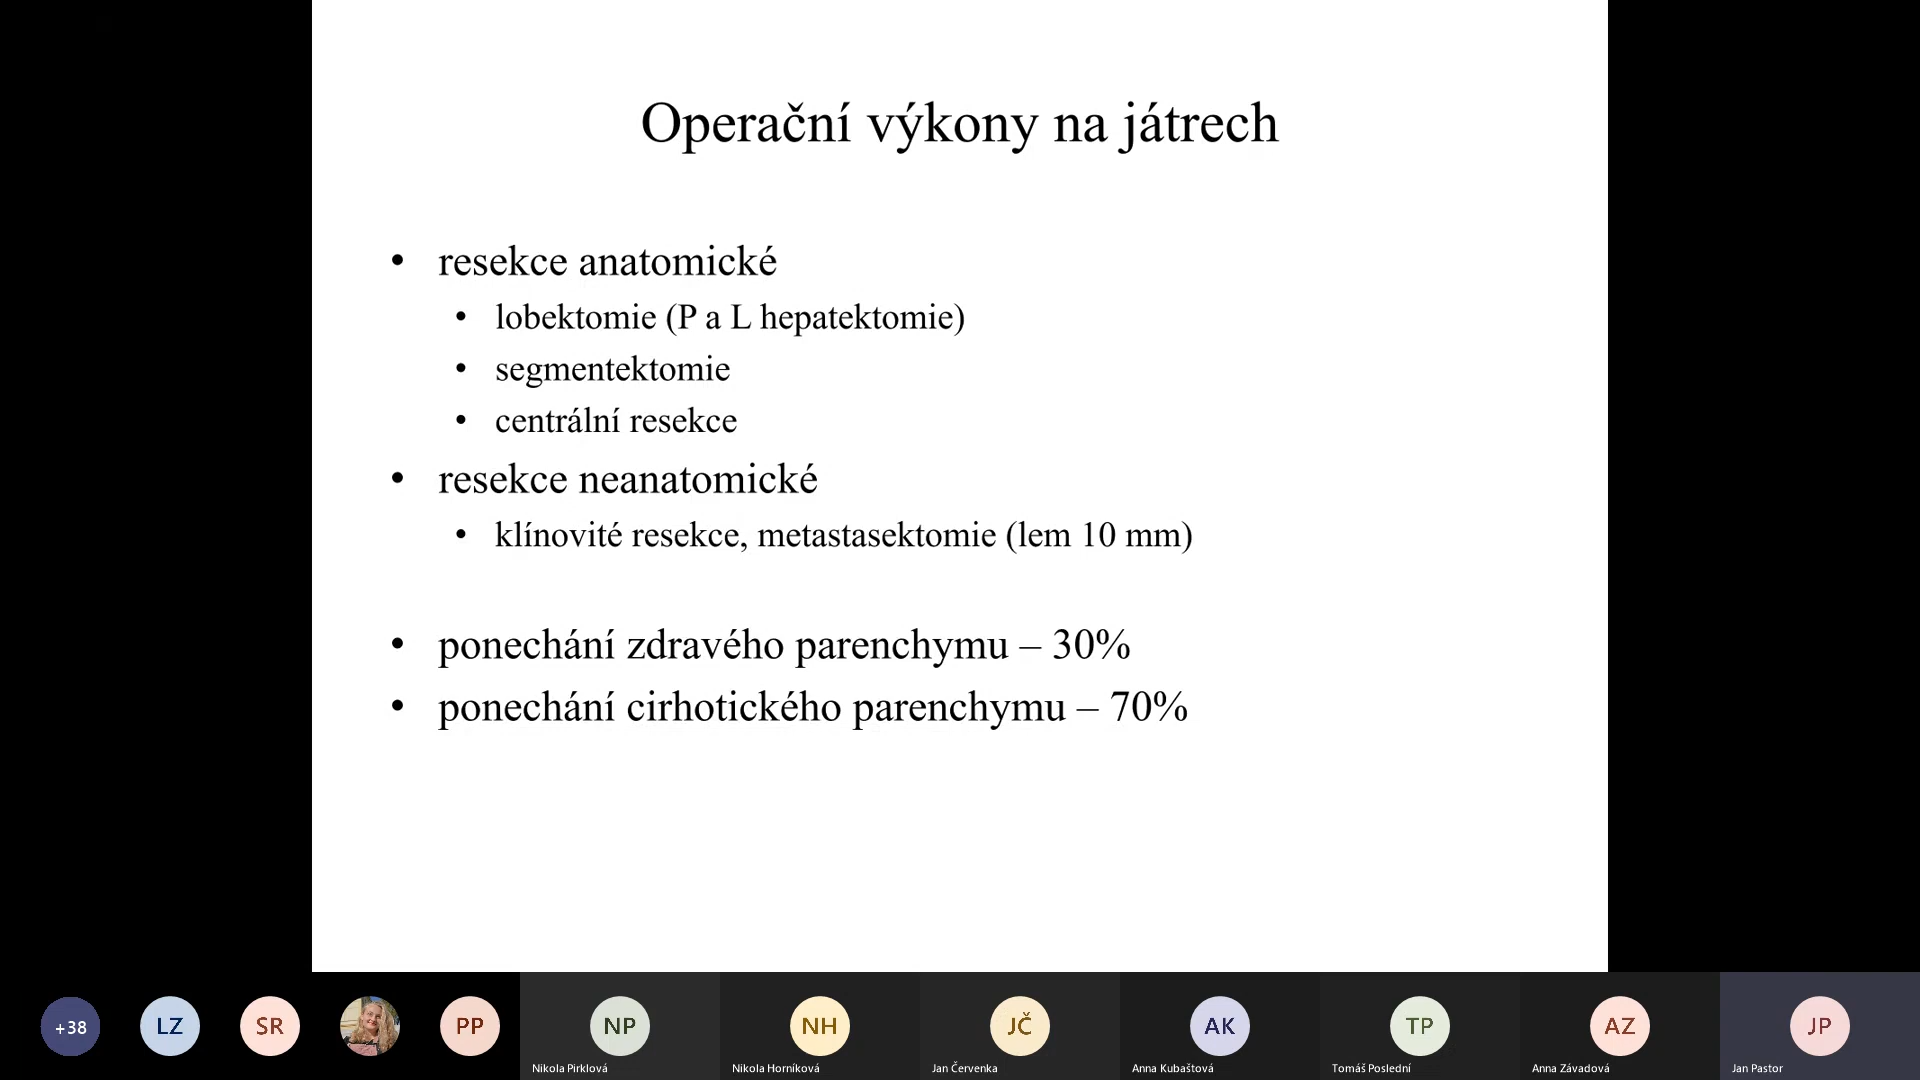 Operační výkony na játrech
• resekce anatomické
• lobektomie (P a L hepatektomie)
• segmentektomie
• centrální resekce
• resekce neanatomické
• klínovité resekce, metastasektomie (lem 10 mm)
• ponechání zdravého parenchymu – 30%
• ponechání cirhotického parenchymu – 70%
+38
LZ
SR
PP
NP
NH
JČ
AK
TP
AZ
JP
Nikola Pirklová
Nikola Horníková
Jan Červenka
Anna Kubaštová
Tomáš Poslední
Anna Závadová
Jan Pastor